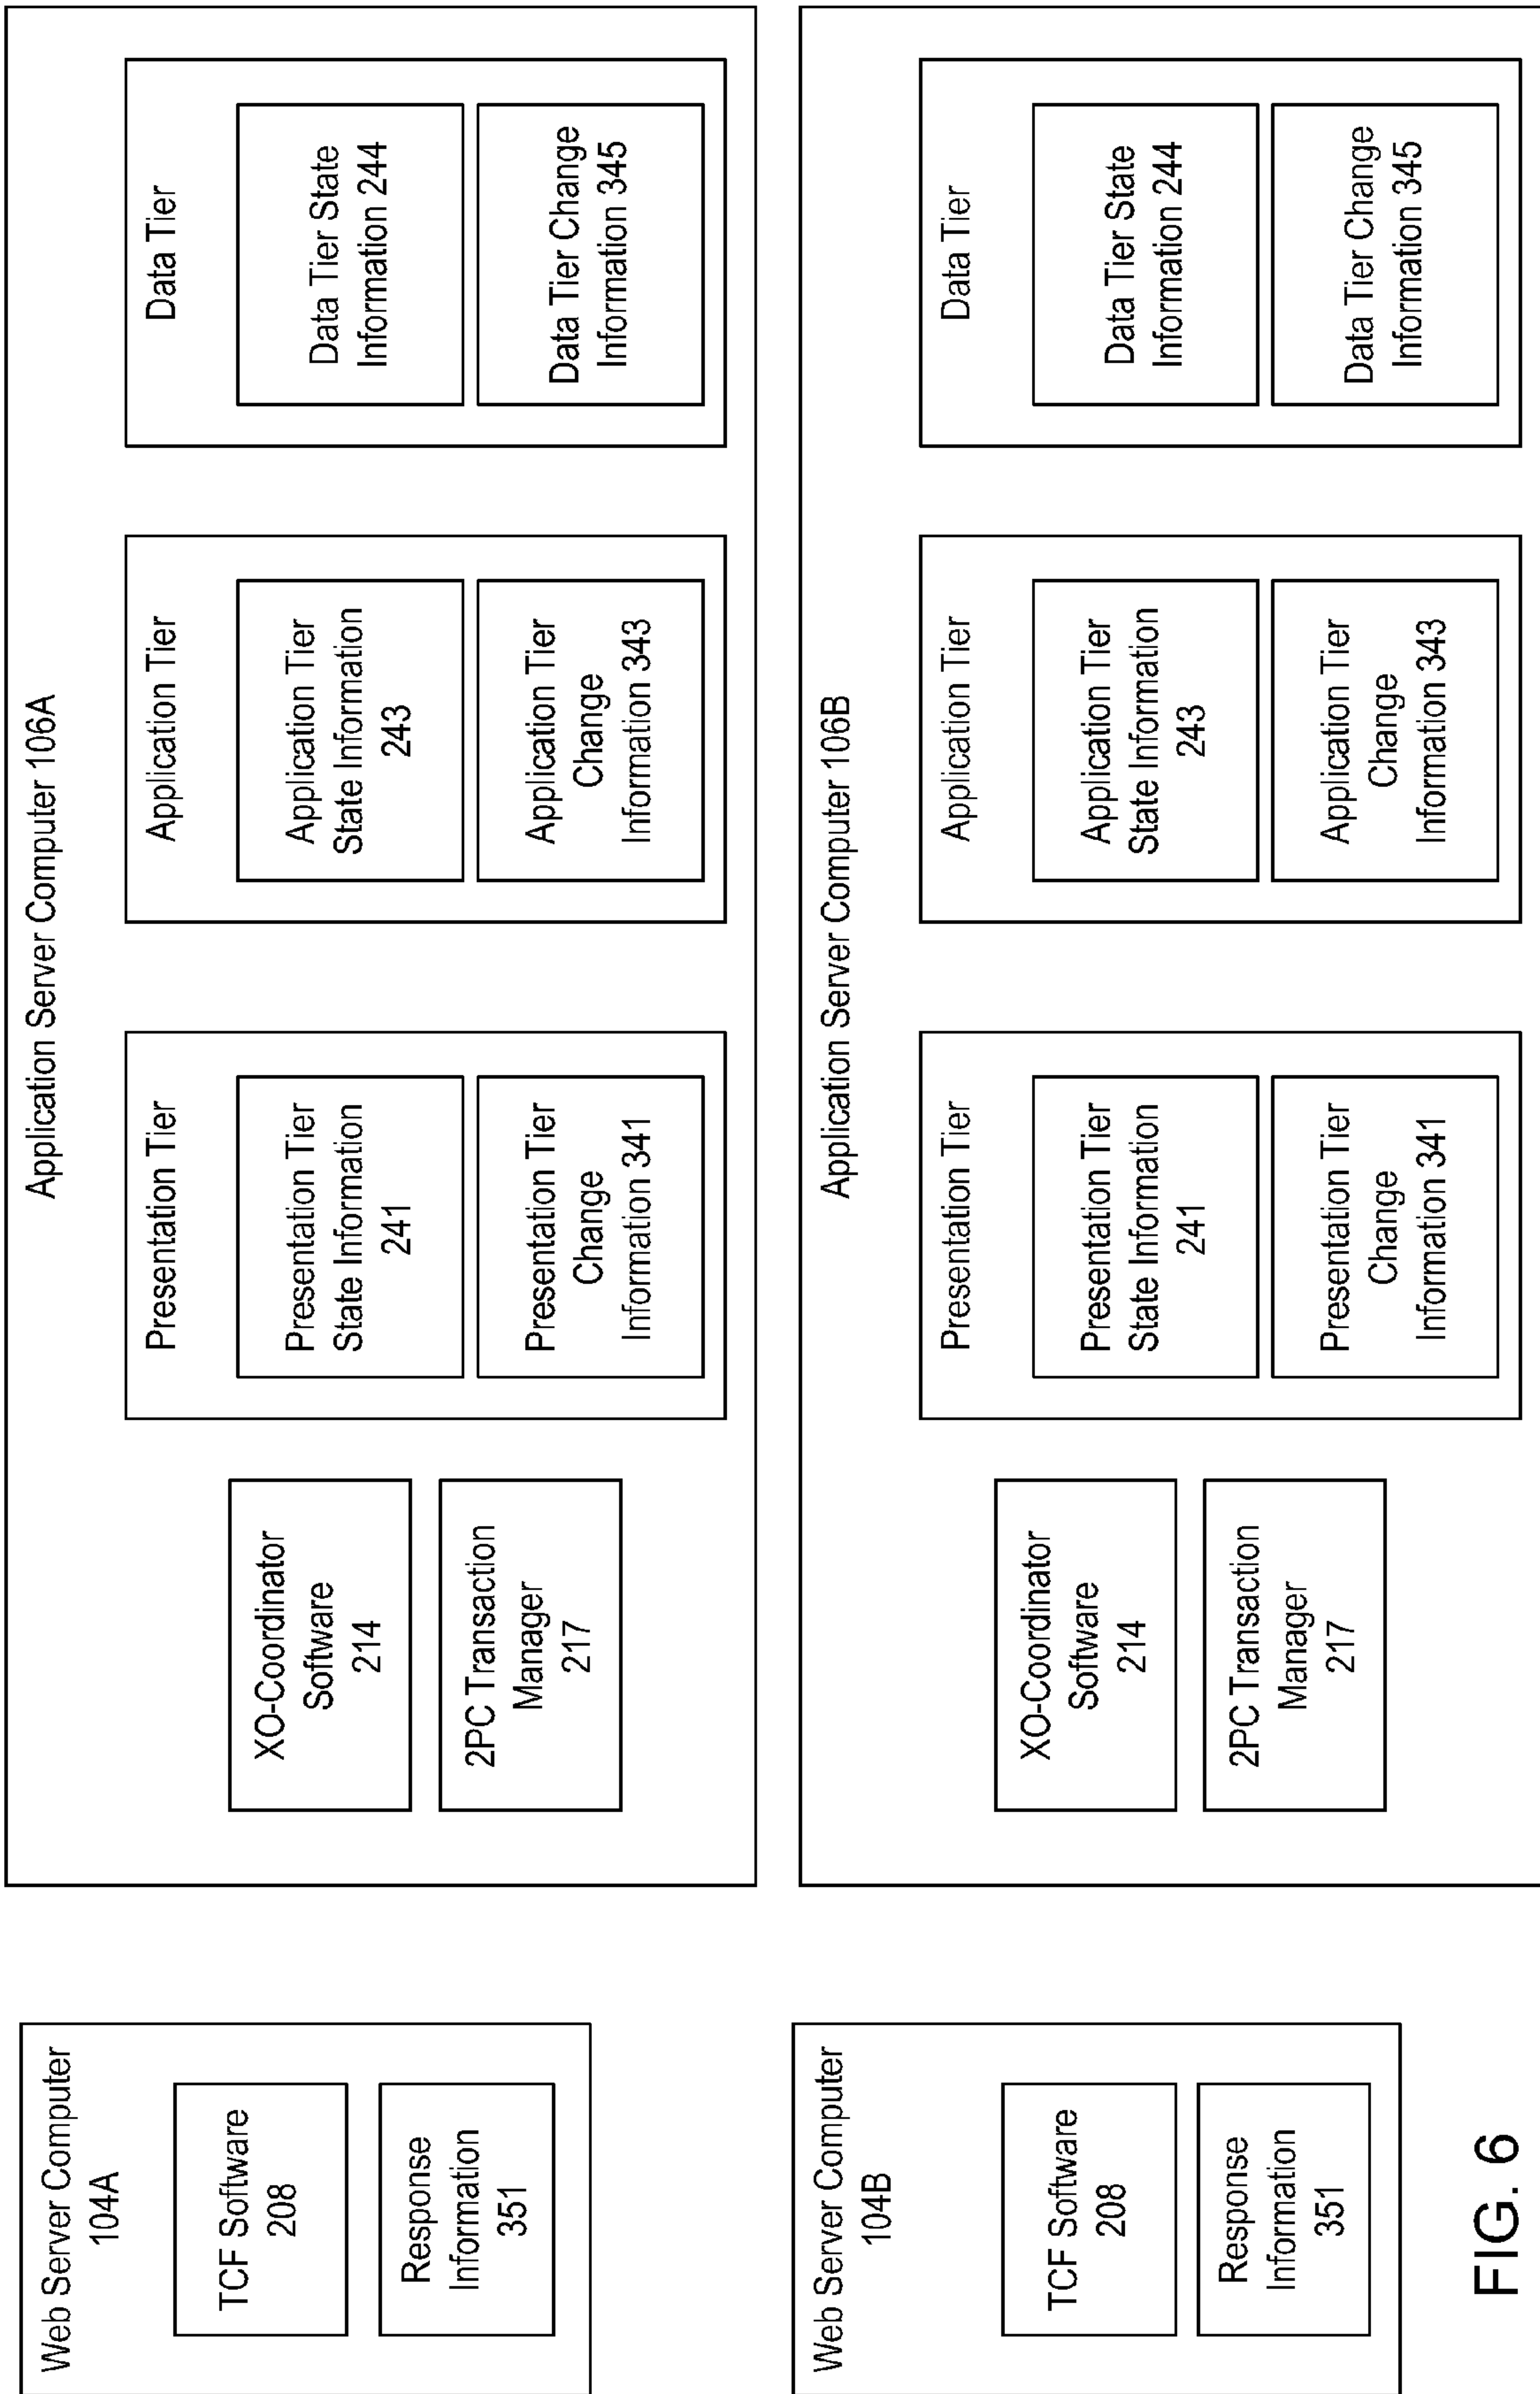 Web Server Computer
104A
TCF Software
208
Response
Information
351
Application Server Computer 106A
XO-Coordinator
Software
214
2PC Transaction
Manager
217
Presentation Tier
Presentation Tier
State Information
241
Presentation Tier
Change
Information 341
Application Tier
Application Tier
State Information
243
Application Tier
Change
Information 343
Data Tier
Data Tier State
Information 244
Data Tier Change
Information 345
Web Server Computer
104B
TCF Software
208
Response
Information
351
Application Server Computer 106B
XO-Coordinator
Software
214
2PC Transaction
Manager
217
Presentation Tier
Presentation Tier
State Information
241
Presentation Tier
Change
Information 341
Application Tier
Application Tier
State Information
243
Application Tier
Change
Information 343
Data Tier
Data Tier State
Information 244
Data Tier Change
Information 345
FIG. 6